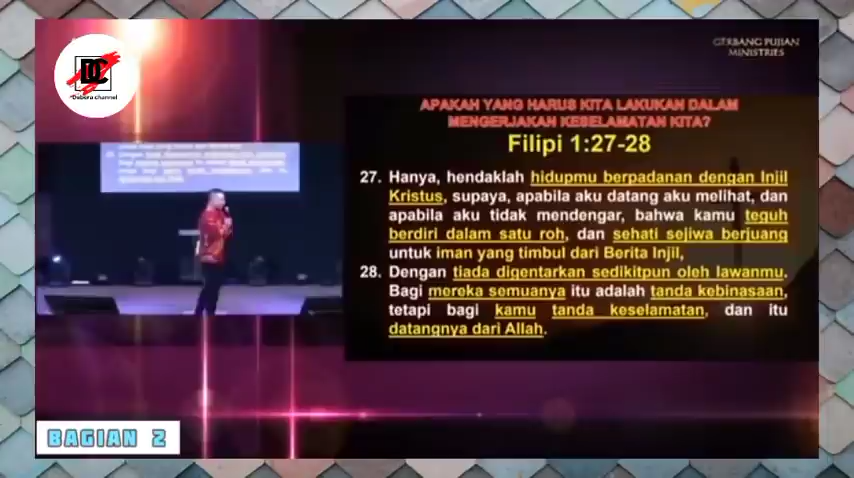 GERBANG PUJIAN
MINISTRIES
DC
Debora channel
APAKAH YANG HARUS KITA LAKUKAN DALAM
MENGERJAKAN KESELAMATAN KITA?
Filipi 1:27-28
27. Hanya, hendaklah hidupmu berpadanan dengan Injil
Kristus, supaya, apabila aku datang aku melihat, dan
apabila aku tidak mendengar, bahwa kamu teguh
berdiri dalam satu roh, dan sehati sejiwa berjuang
untuk iman yang timbul dari Berita Injil,
28. Dengan tiada digentarkan sedikitpun oleh lawanmu.
Bagi mereka semuanya itu adalah tanda kebinasaan,
tetapi bagi kamu tanda keselamatan, dan itu
datangnya dari Allah.
BAGIAN 2